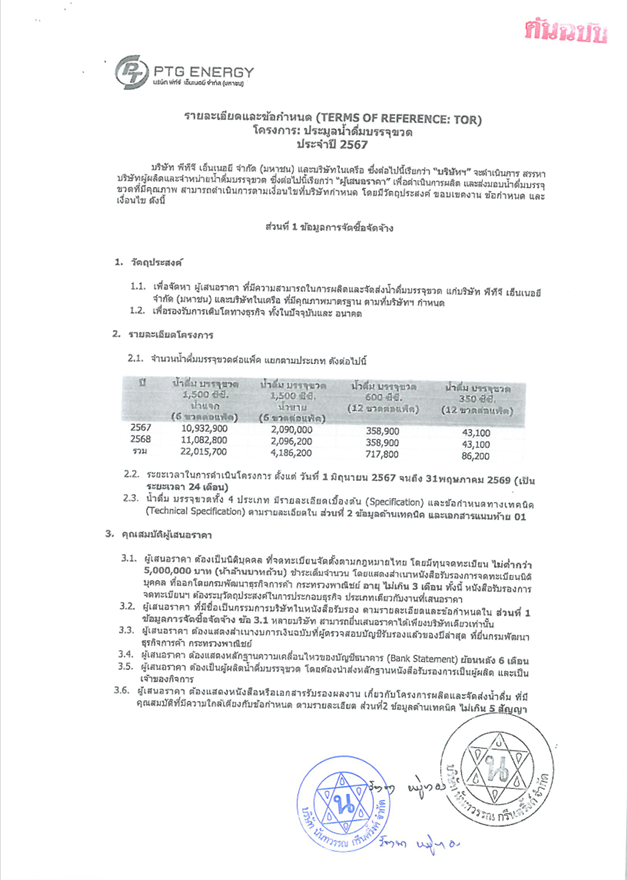 ต้นฉบับ
PTG ENERGY
บริษัท พีทีจี เอ็นเนอยี จำกัด (มหาชน)
รายละเอียดและข้อกำหนด (TERMS OF REFERENCE: TOR)
โครงการ: ประมูลน้ำดื่มบรรจุขวด
ประจำปี 2567
บริษัท พีทีจี เอ็นเนอยี จำกัด (มหาชน) และบริษัทในเครือ ซึ่งต่อไปนี้เรียกว่า "บริษัทฯ" จะดำเนินการ สรรหา
บริษัทผู้ผลิตและจำหน่ายน้ำดื่มบรรจุขวด ซึ่งต่อไปนี้เรียกว่า "ผู้เสนอราคา" เพื่อดำเนินการผลิต และส่งมอบน้ำดื่มบรรจุ
ขวดที่มีคุณภาพ สามารถดำเนินการตามเงื่อนไขที่บริษัทกำหนด โดยมีวัตถุประสงค์ ขอบเขตงาน ข้อกำหนด และ
เงื่อนไข ดังนี้
ส่วนที่ 1 ข้อมูลการจัดซื้อจัดจ้าง
1. วัตถุประสงค์
1.1. เพื่อจัดหา ผู้เสนอราคา ที่มีความสามารถในการผลิตและจัดส่งน้ำดื่มบรรจุขวด แก่บริษัท พีทีจี เอ็นเนอยี
จำกัด (มหาชน) และบริษัทในเครือ ที่มีคุณภาพมาตรฐาน ตามที่บริษัทฯ กำหนด
1.2. เพื่อรองรับการเติบโตทางธุรกิจ ทั้งในปัจจุบันและ อนาคต
2. รายละเอียดโครงการ
2.1. จำนวนน้ำดื่มบรรจุขวดต่อแพ็ค แยกตามประเภท ดังต่อไปนี้
ปี น้ำดื่ม บรรจุขวด น้ำดื่ม บรรจุขวด น้ำดื่ม บรรจุขวด น้ำดื่ม บรรจุขวด
1,500 ซีซี. 1,500 ซีซี. 600 ซีซี. 350 ซีซี.
น้ำแจก น้ำขาย (12 ขวดต่อแพ็ค) (12 ขวดต่อแพ็ค)
(6 ขวดต่อแพ็ค) (6 ขวดต่อแพ็ค)
2567 10,932,900 2,090,000 358,900 43,100
2568 11,082,800 2,096,200 358,900 43,100
รวม 22,015,700 4,186,200 717,800 86,200
2.2. ระยะเวลาในการดำเนินโครงการ ตั้งแต่ วันที่ 1 มิถุนายน 2567 จนถึง 31พฤษภาคม 2569 (เป็น
ระยะเวลา 24 เดือน)
2.3. น้ำดื่ม บรรจุขวดทั้ง 4 ประเภท มีรายละเอียดเบื้องต้น (Specification) และข้อกำหนดทางเทคนิค
(Technical Specification) ตามรายละเอียดใน ส่วนที่ 2 ข้อมูลด้านเทคนิค และเอกสารแนบท้าย 01
3. คุณสมบัติผู้เสนอราคา
3.1. ผู้เสนอราคา ต้องเป็นนิติบุคคล ที่จดทะเบียนจัดตั้งตามกฎหมายไทย โดยมีทุนจดทะเบียน ไม่ต่ำกว่า
5,000,000 บาท (ห้าล้านบาทถ้วน) ชำระเต็มจำนวน โดยแสดงสำเนาหนังสือรับรองการจดทะเบียนนิติ
บุคคล ที่ออกโดยกรมพัฒนาธุรกิจการค้า กระทรวงพาณิชย์ อายุ ไม่เกิน 3 เดือน ทั้งนี้ หนังสือรับรองการ
จดทะเบียนฯ ต้องระบุวัตถุประสงค์ในการประกอบธุรกิจ ประเภทเดียวกับงานที่เสนอราคา
3.2. ผู้เสนอราคา ที่มีชื่อเป็นกรรมการบริษัทในหนังสือรับรอง ตามรายละเอียดและข้อกำหนดใน ส่วนที่ 1
ข้อมูลการจัดซื้อจัดจ้าง ข้อ 3.1 หลายบริษัท สามารถยื่นเสนอราคาได้เพียงบริษัทเดียวเท่านั้น
3.3. ผู้เสนอราคา ต้องแสดงสำเนางบการเงินฉบับที่ผู้ตรวจสอบบัญชีรับรองแล้วของปีล่าสุด ที่ยื่นกรมพัฒนา
ธุรกิจการค้า กระทรวงพาณิชย์
3.4. ผู้เสนอราคา ต้องแสดงหลักฐานความเคลื่อนไหวของบัญชีธนาคาร (Bank Statement) ย้อนหลัง 6 เดือน
3.5. ผู้เสนอราคา ต้องเป็นผู้ผลิตน้ำดื่มบรรจุขวด โดยต้องนำส่งหลักฐานหนังสือรับรองการเป็นผู้ผลิต และเป็น
เจ้าของกิจการ
3.6. ผู้เสนอราคา ต้องแสดงหนังสือหรือเอกสารรับรองผลงาน เกี่ยวกับโครงการผลิตและจัดส่งน้ำดื่ม ที่มี
คุณสมบัติที่มีความใกล้เคียงกับข้อกำหนด ตามรายละเอียด ส่วนที่2 ข้อมูลด้านเทคนิค ไม่เกิน 5 สัญญา
น
บริษัท นันทวรรณ กรีนพริ้งค์ จำกัด
น
บริษัท นันทวรรณ กรีนพริ้งค์ จำกัด